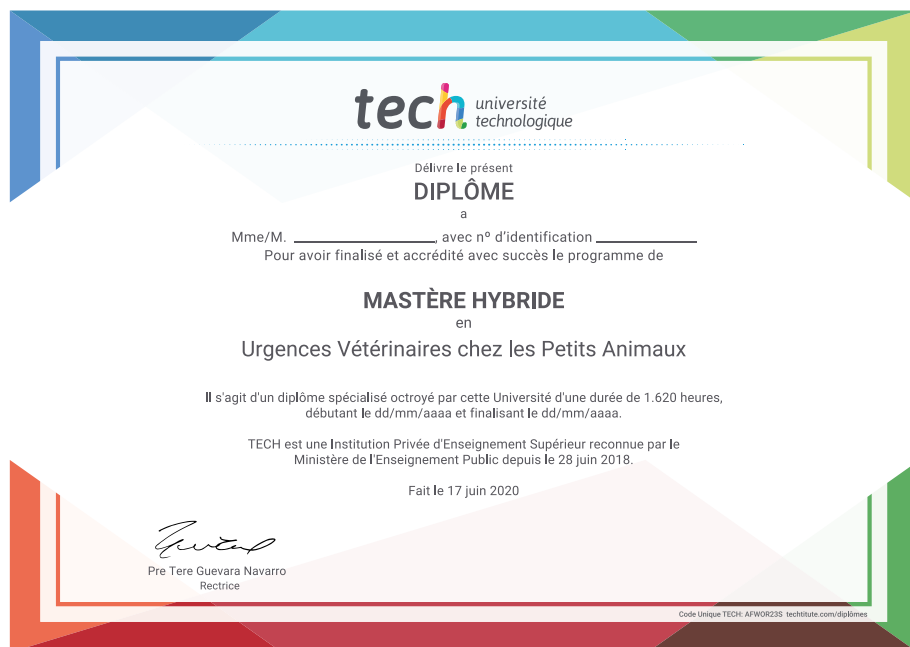 tech université
technologique
Délivre le présent
DIPLÔME
a
Mme/M. ______________, avec nº d'identification __________
Pour avoir finalisé et accrédité avec succès le programme de
MASTÈRE HYBRIDE
en
Urgences Vétérinaires chez les Petits Animaux
Il s'agit d'un diplôme spécialisé octroyé par cette Université d'une durée de 1.620 heures,
débutant le dd/mm/aaaa et finalisant le dd/mm/aaaa.
TECH est une Institution Privée d'Enseignement Supérieur reconnue par le
Ministère de l'Enseignement Public depuis le 28 juin 2018.
Fait le 17 juin 2020
Pre Tere Guevara Navarro
Rectrice
Code Unique TECH: AFWOR23S techtitute.com/diplômes